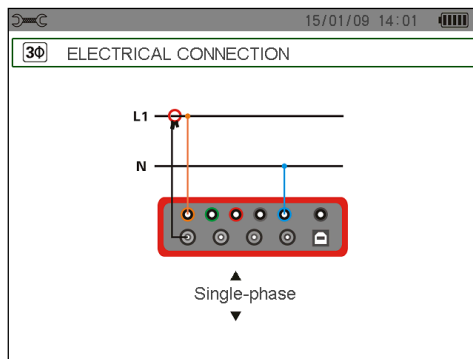 15/01/09 14:01
3Φ ELECTRICAL CONNECTION
L1
N
Single-phase